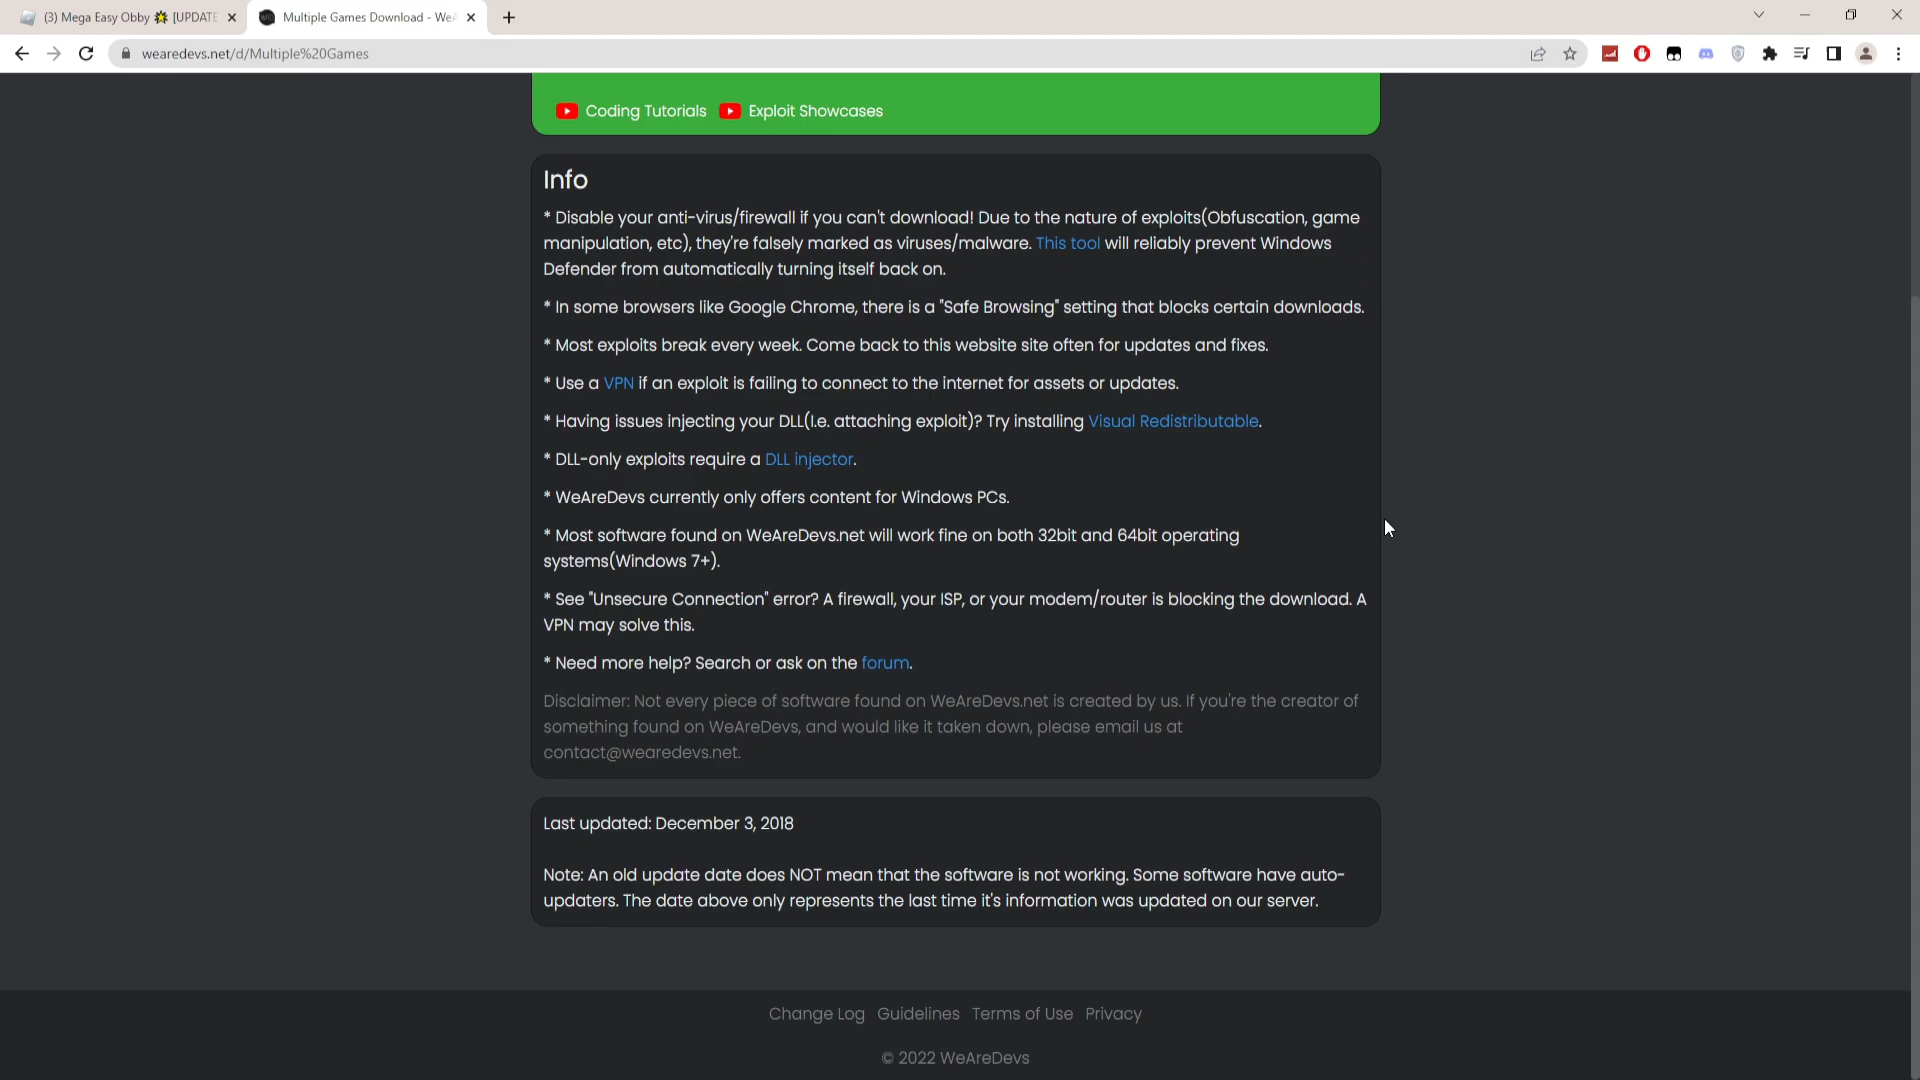 (3) Mega Easy Obby 🌟 [UPDATE
Multiple Games Download - WeA
wearedevs.net/d/Multiple%20Games
Coding Tutorials Exploit Showcases
Info
* Disable your anti-virus/firewall if you can't download! Due to the nature of exploits(Obfuscation, game
manipulation, etc), they're falsely marked as viruses/malware. This tool will reliably prevent Windows
Defender from automatically turning itself back on.
* In some browsers like Google Chrome, there is a "Safe Browsing" setting that blocks certain downloads.
* Most exploits break every week. Come back to this website site often for updates and fixes.
* Use a VPN if an exploit is failing to connect to the internet for assets or updates.
* Having issues injecting your DLL(I.e. attaching exploit)? Try installing Visual Redistributable.
* DLL-only exploits require a DLL injector.
* WeAreDevs currently only offers content for Windows PCs.
* Most software found on WeAreDevs.net will work fine on both 32bit and 64bit operating
systems(Windows 7+).
* See "Unsecure Connection" error? A firewall, your ISP, or your modem/router is blocking the download. A
VPN may solve this.
* Need more help? Search or ask on the forum.
Disclaimer: Not every piece of software found on WeAreDevs.net is created by us. If you're the creator of
something found on WeAreDevs, and would like it taken down, please email us at
contact@wearedevs.net.
Last updated: December 3, 2018
Note: An old update date does NOT mean that the software is not working. Some software have auto-
updaters. The date above only represents the last time it's information was updated on our server.
Change Log Guidelines Terms of Use Privacy
© 2022 WeAreDevs